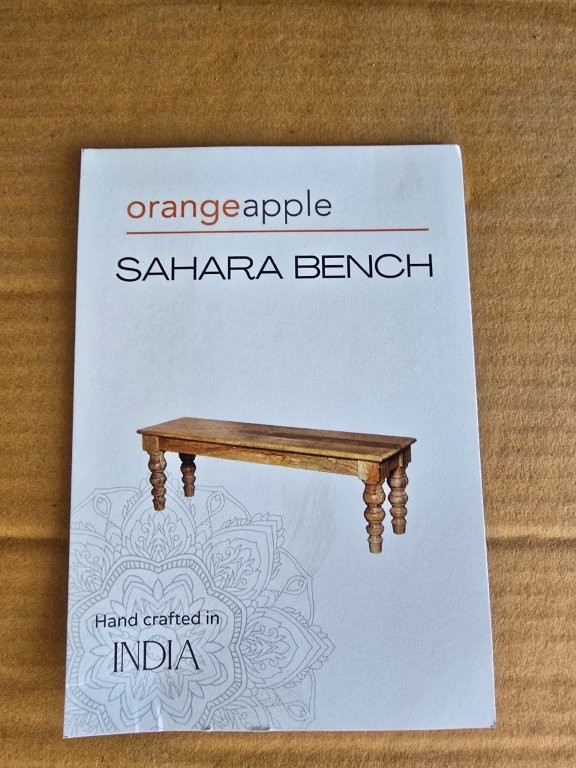 orangeapple
SAHARA BENCH
Hand crafted in
INDIA